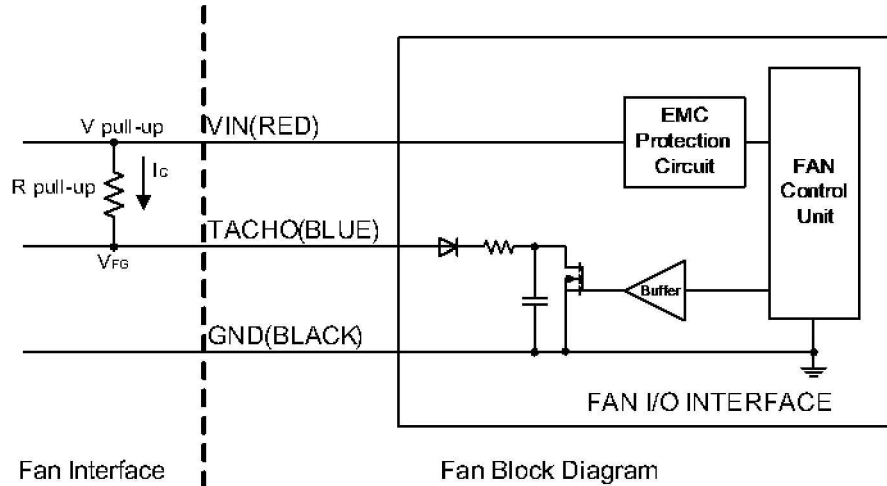 V pull-up
VIN(RED)
EMC
Protection
Circuit
FAN
Control
Unit
R pull-up
Ic
TACHO(BLUE)
VFG
Buffer
GND(BLACK)
FAN I/O INTERFACE
Fan Interface
Fan Block Diagram